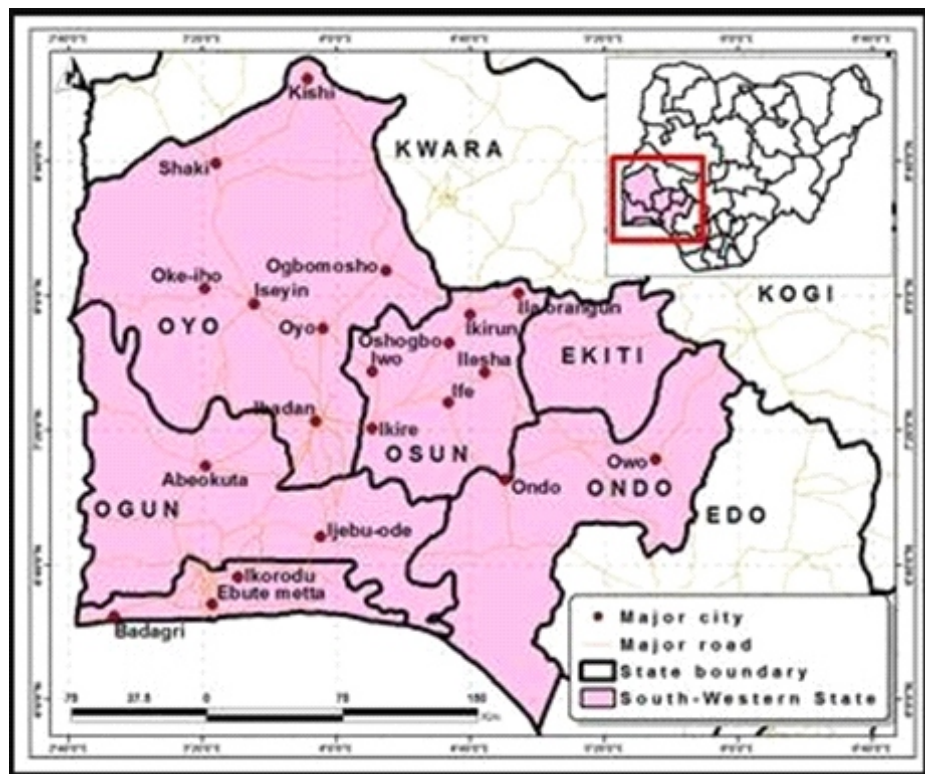 Kishi
KWARA
Shaki
Ogbomosho
Oke-iho
Iseyin
KOGI
Ila orangun
OYO
Oyo
Ikirun
Oshogbo
EKITI
Iwo
Ilesha
Ife
Ibadan
Ikire
OSUN
Owo
Abeokuta
Ondo
ONDO
OGUN
EDO
Ijebu-ode
Ikorodu
Ebute metta
Badagri
Major city
Major road
State boundary
South-Western State
75 37.5 0 75 150
Km